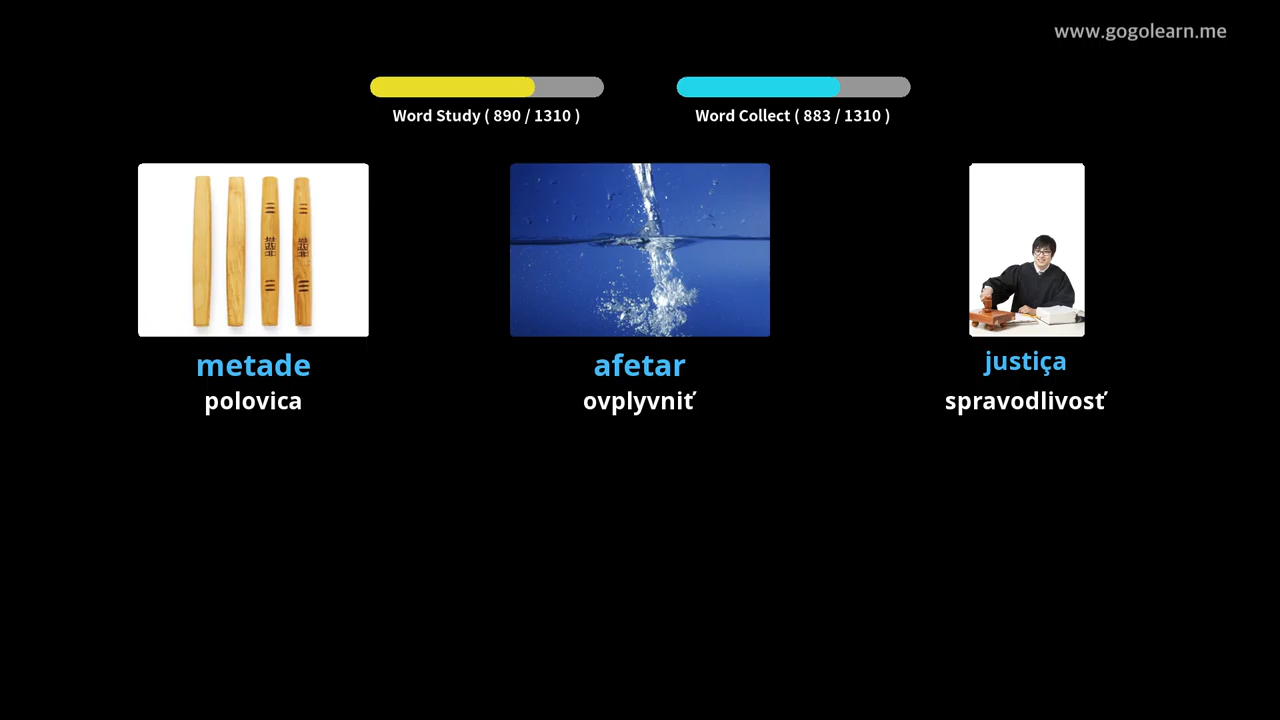 www.gogolearn.me
Word Study ( 890 / 1310 )
Word Collect ( 883 / 1310 )
metade
afetar
justiça
polovica
ovplyvniť
spravodlivosť